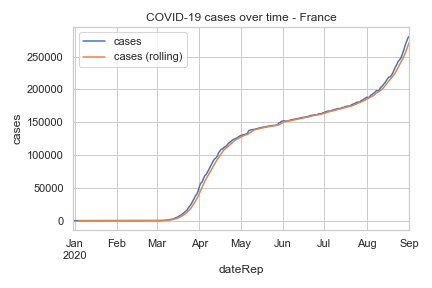 COVID-19 cases over time - France
cases
cases (rolling)
250000
200000
150000
100000
50000
0
cases
Jan Feb Mar Apr May Jun Jul Aug Sep
2020
dateRep